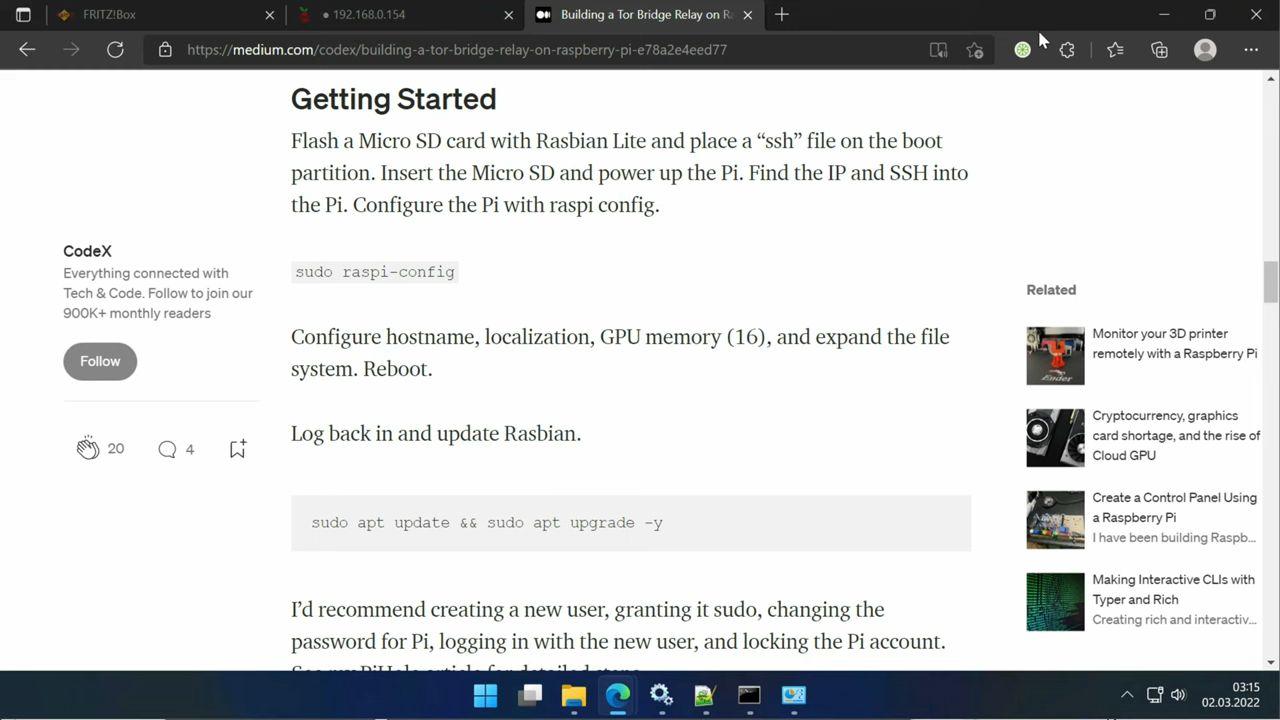 FRITZ!Box
192.168.0.154
Building a Tor Bridge Relay on Ra
https://medium.com/codex/building-a-tor-bridge-relay-on-raspberry-pi-e78a2e4eed77
Getting Started
Flash a Micro SD card with Rasbian Lite and place a “ssh” file on the boot
partition. Insert the Micro SD and power up the Pi. Find the IP and SSH into
the Pi. Configure the Pi with raspi config.
sudo raspi-config
Configure hostname, localization, GPU memory (16), and expand the file
system. Reboot.
Log back in and update Rasbian.
sudo apt update && sudo apt upgrade -y
I’d recommend creating a new user, granting it sudo, changing the
password for Pi, logging in with the new user, and locking the Pi account.
CodeX
Everything connected with
Tech & Code. Follow to join our
900K+ monthly readers
Follow
20
4
Related
Monitor your 3D printer
remotely with a Raspberry Pi
Cryptocurrency, graphics
card shortage, and the rise of
Cloud GPU
Create a Control Panel Using
a Raspberry Pi
I have been building Raspb...
Making Interactive CLIs with
Typer and Rich
Creating rich and interactiv...
03:15
02.03.2022